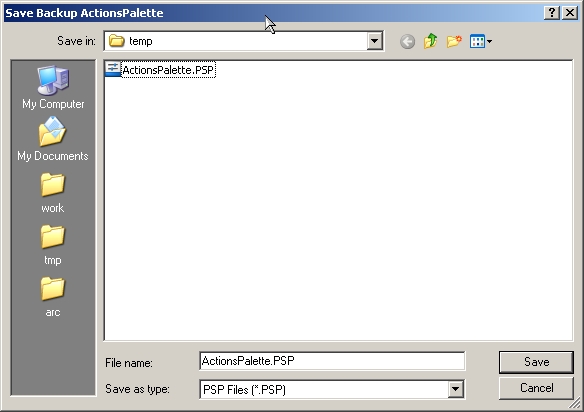 Save Backup ActionsPalette
Save in: temp
ActionsPalette.PSP
My Computer
My Documents
work
tmp
arc
File name: ActionsPalette.PSP Save
Save as type: PSP Files (*.PSP) Cancel